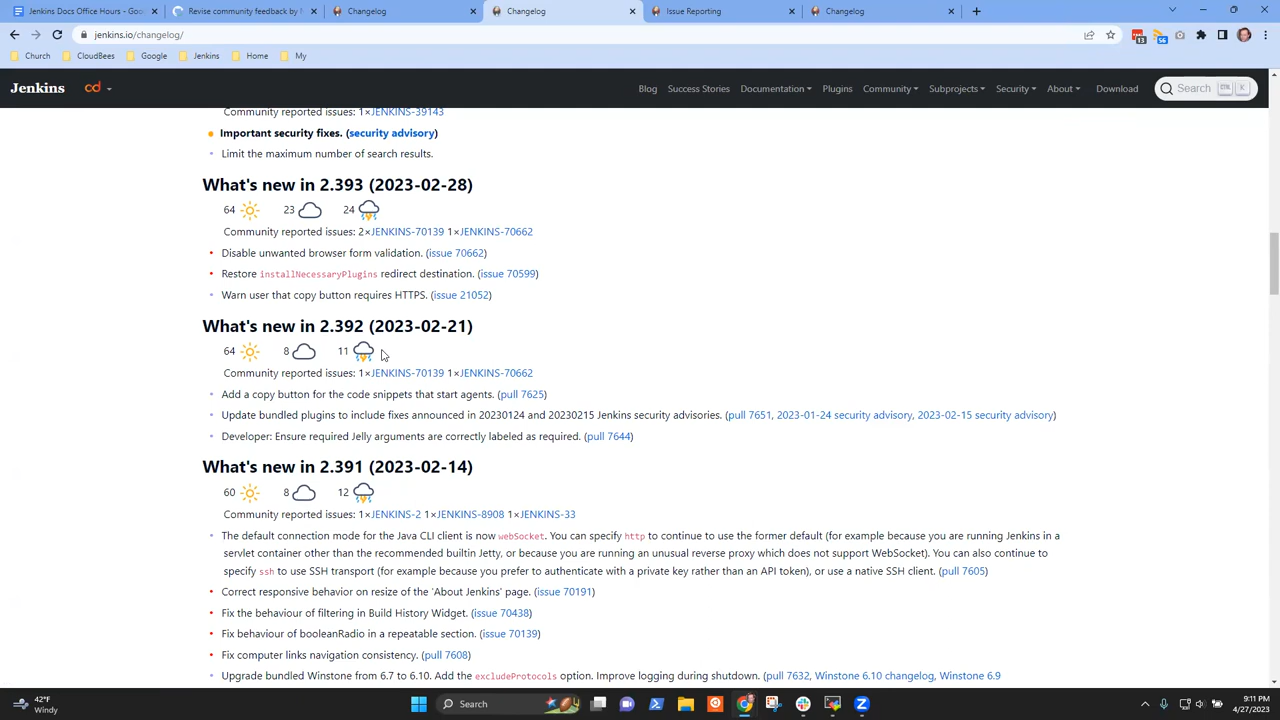 Jenkins Docs Office Hours - Goo
Revise community feedback by M
Changelog
Changelog
Issue Reporting
Changelog
jenkins.io/changelog/
13
56
Church
CloudBees
Google
Jenkins
Home
My
Jenkins
cd
Blog
Success Stories
Documentation
Plugins
Community
Subprojects
Security
About
Download
Search
CTRL
K
Community reported issues: 1×JENKINS-39143
Important security fixes. (security advisory)
Limit the maximum number of search results.
What's new in 2.393 (2023-02-28)
64 23 24
Community reported issues: 2×JENKINS-70139 1×JENKINS-70662
Disable unwanted browser form validation. (issue 70662)
Restore installNecessaryPlugins redirect destination. (issue 70599)
Warn user that copy button requires HTTPS. (issue 21052)
What's new in 2.392 (2023-02-21)
64 8 11
Community reported issues: 1×JENKINS-70139 1×JENKINS-70662
Add a copy button for the code snippets that start agents. (pull 7625)
Update bundled plugins to include fixes announced in 20230124 and 20230215 Jenkins security advisories. (pull 7651, 2023-01-24 security advisory, 2023-02-15 security advisory)
Developer: Ensure required Jelly arguments are correctly labeled as required. (pull 7644)
What's new in 2.391 (2023-02-14)
60 8 12
Community reported issues: 1×JENKINS-2 1×JENKINS-8908 1×JENKINS-33
The default connection mode for the Java CLI client is now webSocket. You can specify http to continue to use the former default (for example because you are running Jenkins in a
servlet container other than the recommended builtin Jetty, or because you are running an unusual reverse proxy which does not support WebSocket). You can also continue to
specify ssh to use SSH transport (for example because you prefer to authenticate with a private key rather than an API token), or use a native SSH client. (pull 7605)
Correct responsive behavior on resize of the 'About Jenkins' page. (issue 70191)
Fix the behaviour of filtering in Build History Widget. (issue 70438)
Fix behaviour of booleanRadio in a repeatable section. (issue 70139)
Fix computer links navigation consistency. (pull 7608)
Upgrade bundled Winstone from 6.7 to 6.10. Add the excludeProtocols option. Improve logging during shutdown. (pull 7632, Winstone 6.10 changelog, Winstone 6.9
42°F
Windy
Search
9:11 PM
4/27/2023